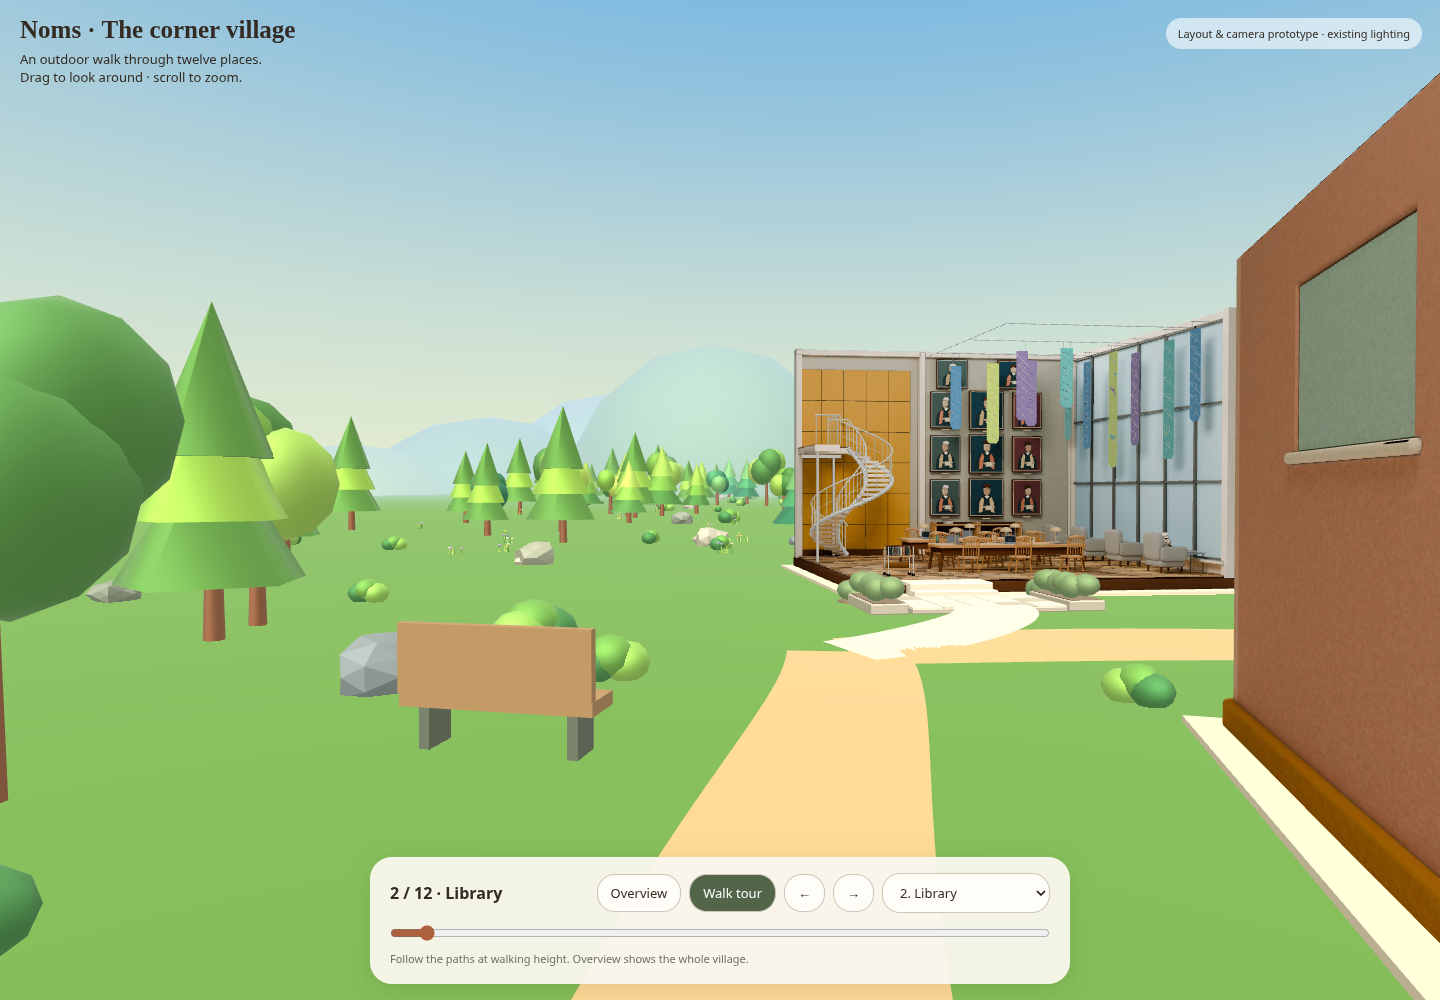 Noms · The corner village
An outdoor walk through twelve places.
Drag to look around · scroll to zoom.
Layout & camera prototype · existing lighting
2 / 12 · Library
Overview
Walk tour
←
→
2. Library
Follow the paths at walking height. Overview shows the whole village.